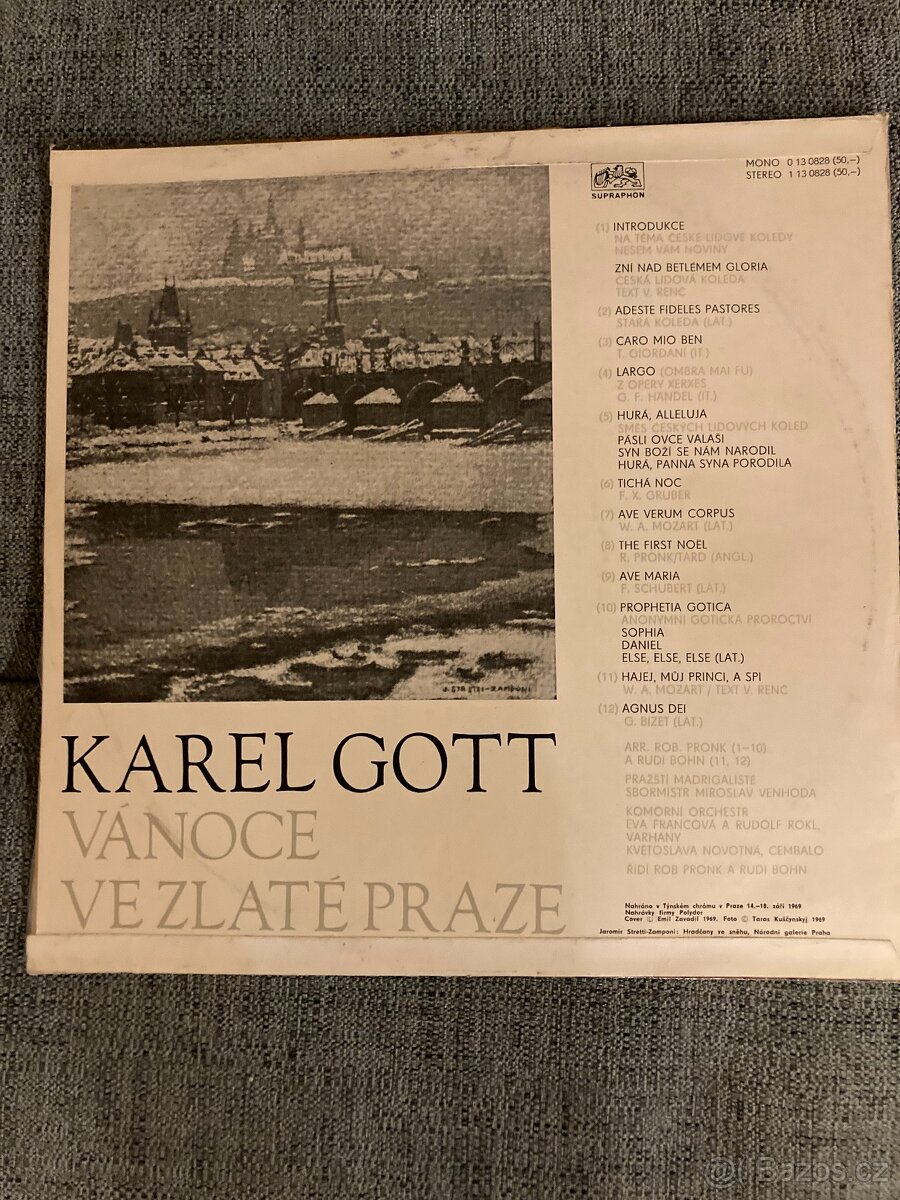 MONO 0 13 0828 (50,–)
STEREO 1 13 0828 (50,–)
SUPRAPHON
(1) INTRODUKCE
NA TÉMA ČESKÉ LIDOVÉ KOLEDY
NESEM VÁM NOVINY
ZNÍ NAD BETLÉMEM GLORIA
ČESKÁ LIDOVÁ KOLEDA
TEXT V. RENČ
(2) ADESTE FIDELES PASTORES
STARÁ KOLEDA (LAT.)
(3) CARO MIO BEN
T. GIORDANI (IT.)
(4) LARGO (OMBRA MAI FU)
Z OPERY XERXES
G. F. HÄNDEL (IT.)
(5) HURÁ, ALLELUJA
SMĚS ČESKÝCH LIDOVÝCH KOLED
PÁSLI OVCE VALAŠI
SYN BOŽÍ SE NÁM NARODIL
HURÁ, PANNA SYNA PORODILA
(6) TICHÁ NOC
F. X. GRUBER
(7) AVE VERUM CORPUS
W. A. MOZART (LAT.)
(8) THE FIRST NOËL
R. PRONK/TARD (ANGL.)
(9) AVE MARIA
F. SCHUBERT (LAT.)
(10) PROPHETIA GOTICA
ANONYMNÍ GOTICKÁ PROROCTVÍ
SOPHIA
DANIEL
ELSE, ELSE, ELSE (LAT.)
(11) HAJEJ, MŮJ PRINCI, A SPI
W. A. MOZART / TEXT V. RENČ
(12) AGNUS DEI
G. BIZET (LAT.)
ARR. ROB. PRONK (1–10)
A RUDI BOHN (11, 12)
PRAŽŠTÍ MADRIGALISTÉ
SBORMISTR MIROSLAV VENHODA
KOMORNÍ ORCHESTR
EVA FRANCOVÁ A RUDOLF ROKL,
VARHANY
KVĚTOSLAVA NOVOTNÁ, CEMBALO
ŘÍDÍ ROB PRONK A RUDI BOHN
Nahráno v Týnském chrámu v Praze 14.–18. září 1969
Nahrávky firmy Polydor
Cover © Emil Zavadil 1969. Foto © Taras Kuščynskyj 1969
Jaromír Stretti-Zamponi: Hradčany ve sněhu, Národní galerie Praha
J. STRETTI-ZAMPONI
KAREL GOTT
VÁNOCE
VE ZLATÉ PRAZE
@ Bazoš.cz